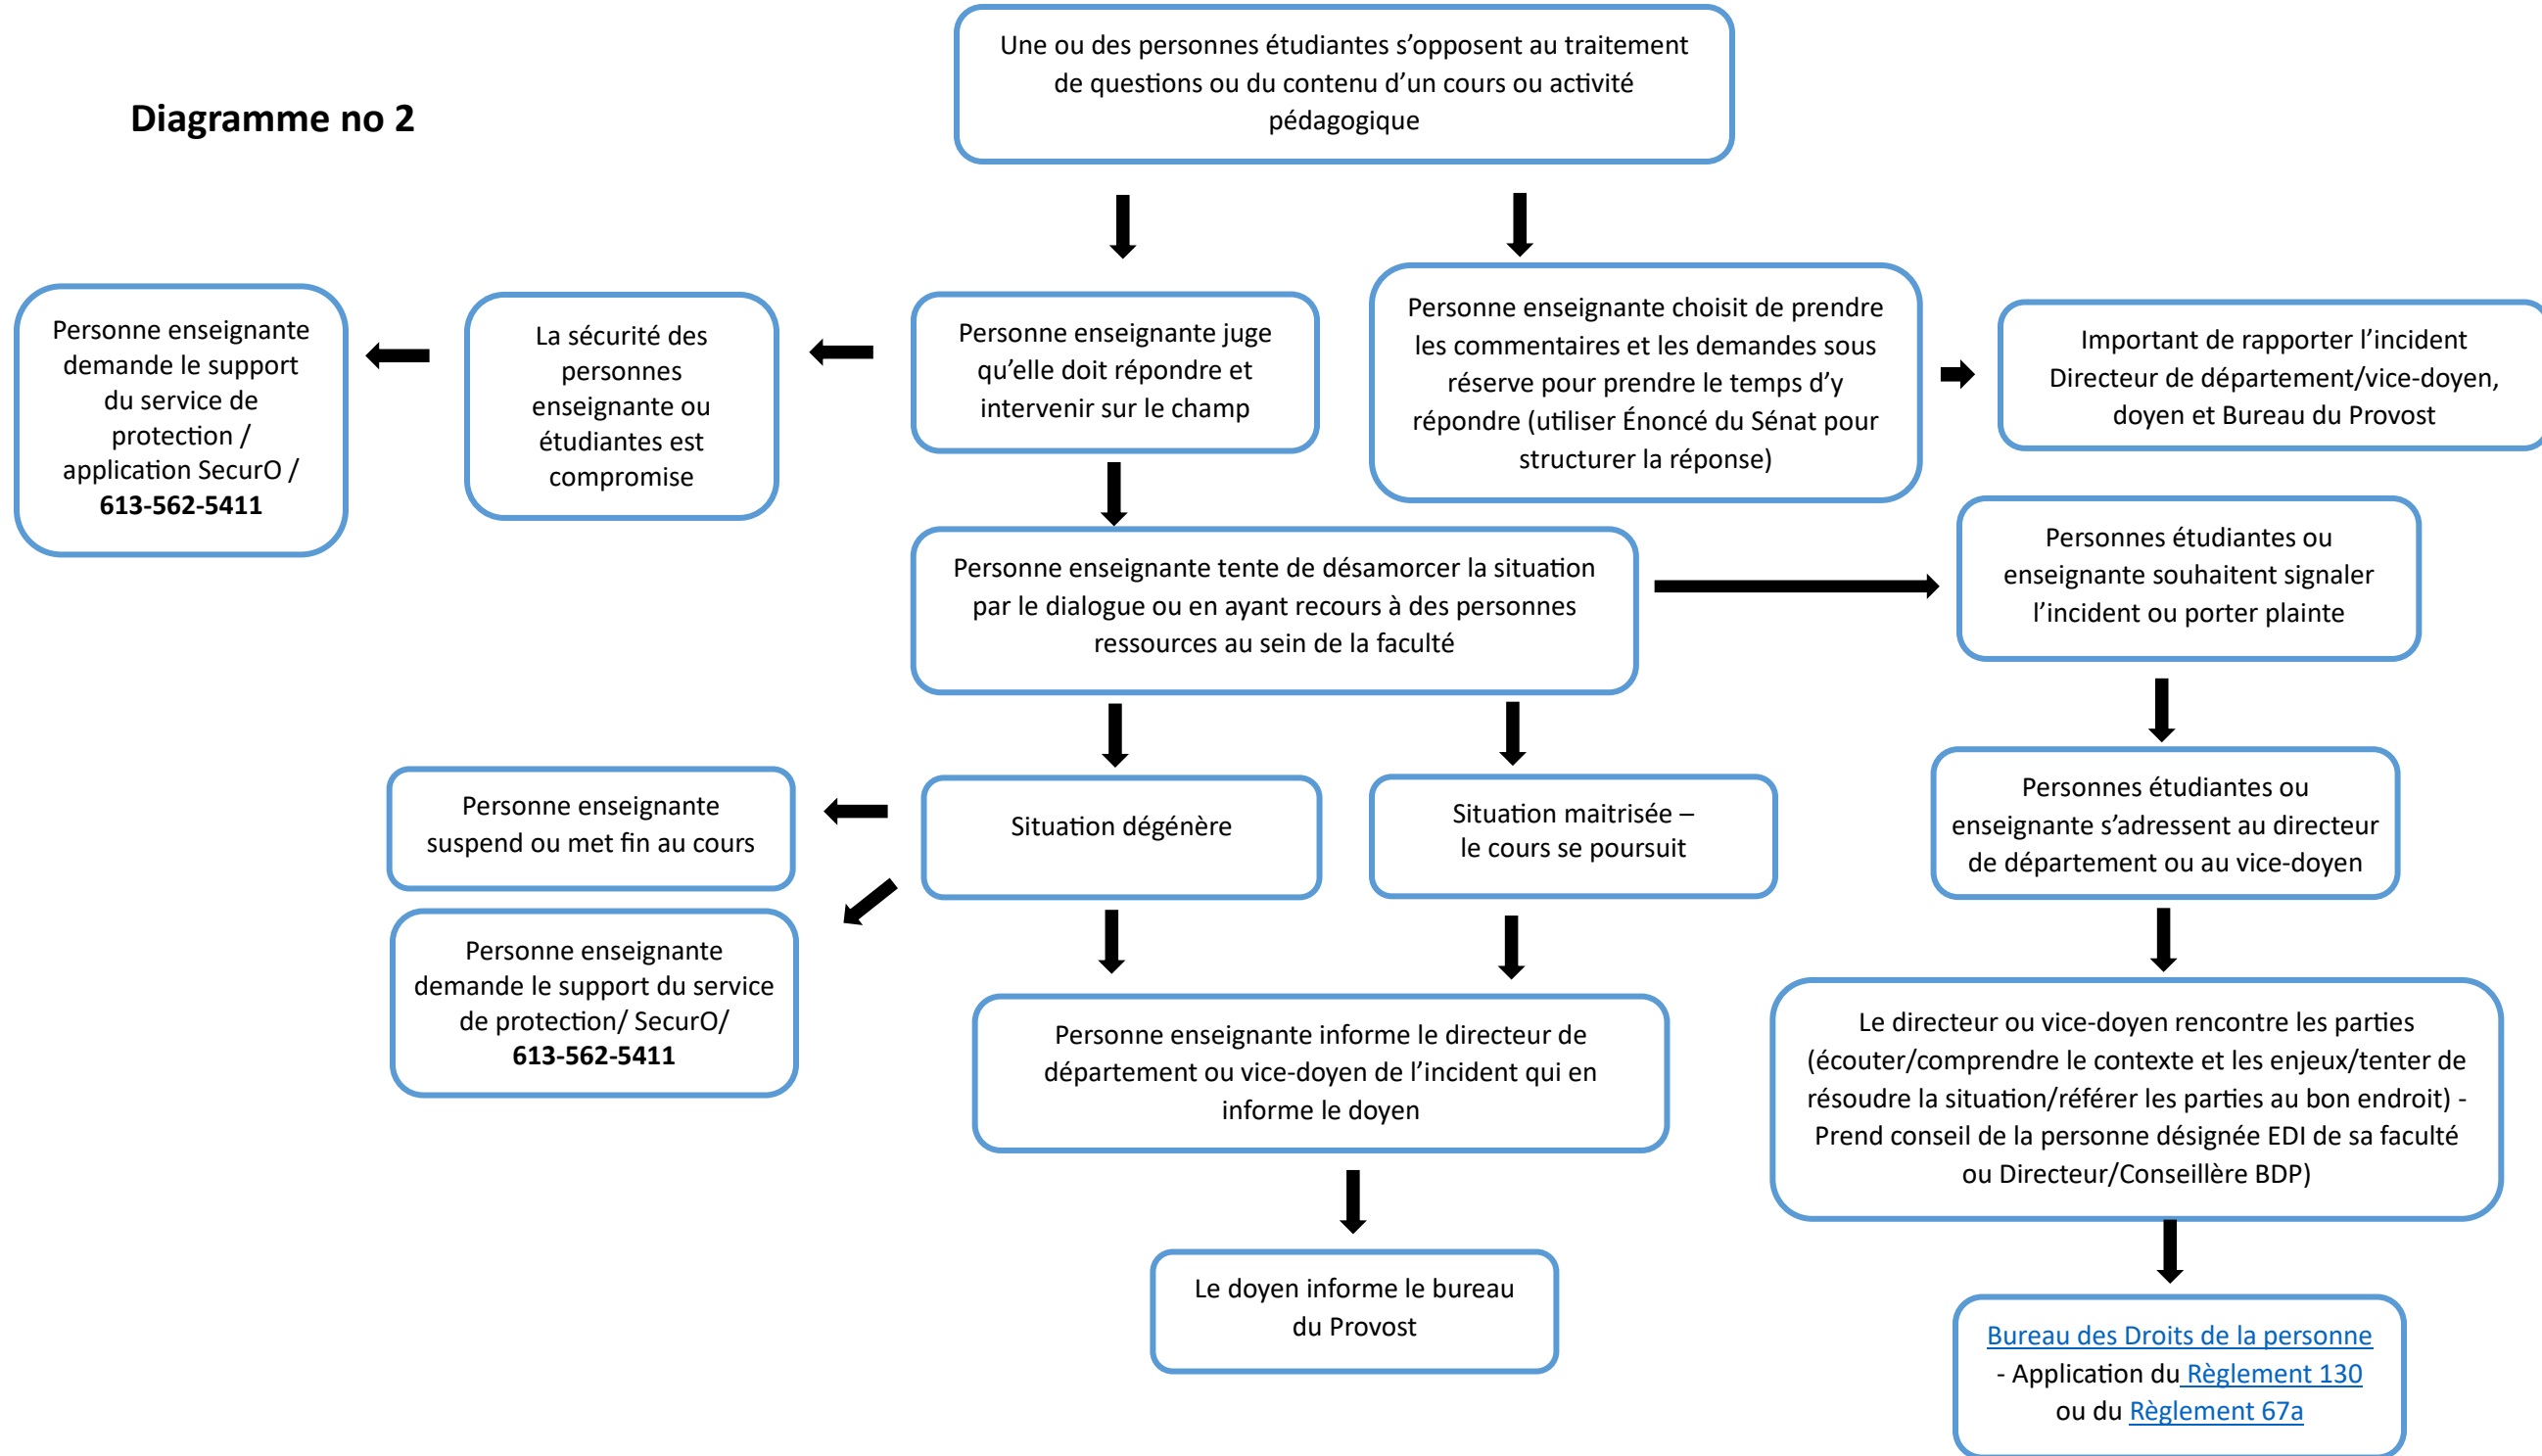 Diagramme no 2
Une ou des personnes étudiantes s’opposent au traitement
de questions ou du contenu d’un cours ou activité
pédagogique
Personne enseignante
demande le support
du service de
protection /
application SecurO /
613-562-5411
La sécurité des
personnes
enseignante ou
étudiantes est
compromise
Personne enseignante juge
qu’elle doit répondre et
intervenir sur le champ
Personne enseignante choisit de prendre
les commentaires et les demandes sous
réserve pour prendre le temps d’y
répondre (utiliser Énoncé du Sénat pour
structurer la réponse)
Important de rapporter l’incident
Directeur de département/vice-doyen,
doyen et Bureau du Provost
Personne enseignante tente de désamorcer la situation
par le dialogue ou en ayant recours à des personnes
ressources au sein de la faculté
Personnes étudiantes ou
enseignante souhaitent signaler
l’incident ou porter plainte
Personne enseignante
suspend ou met fin au cours
Situation dégénère
Situation maitrisée –
le cours se poursuit
Personnes étudiantes ou
enseignante s’adressent au directeur
de département ou au vice-doyen
Personne enseignante
demande le support du service
de protection/ SecurO/
613-562-5411
Personne enseignante informe le directeur de
département ou vice-doyen de l’incident qui en
informe le doyen
Le directeur ou vice-doyen rencontre les parties
(écouter/comprendre le contexte et les enjeux/tenter de
résoudre la situation/référer les parties au bon endroit) -
Prend conseil de la personne désignée EDI de sa faculté
ou Directeur/Conseillère BDP)
Le doyen informe le bureau
du Provost
Bureau des Droits de la personne
- Application du Règlement 130
ou du Règlement 67a